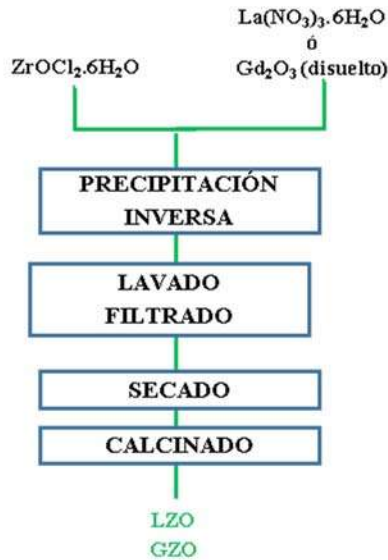 ZrOCl₂.6H₂O
La(NO₃)₃.6H₂O
ó
Gd₂O₃ (disuelto)
PRECIPITACIÓN
INVERSA
LAVADO
FILTRADO
SECADO
CALCINADO
LZO
GZO